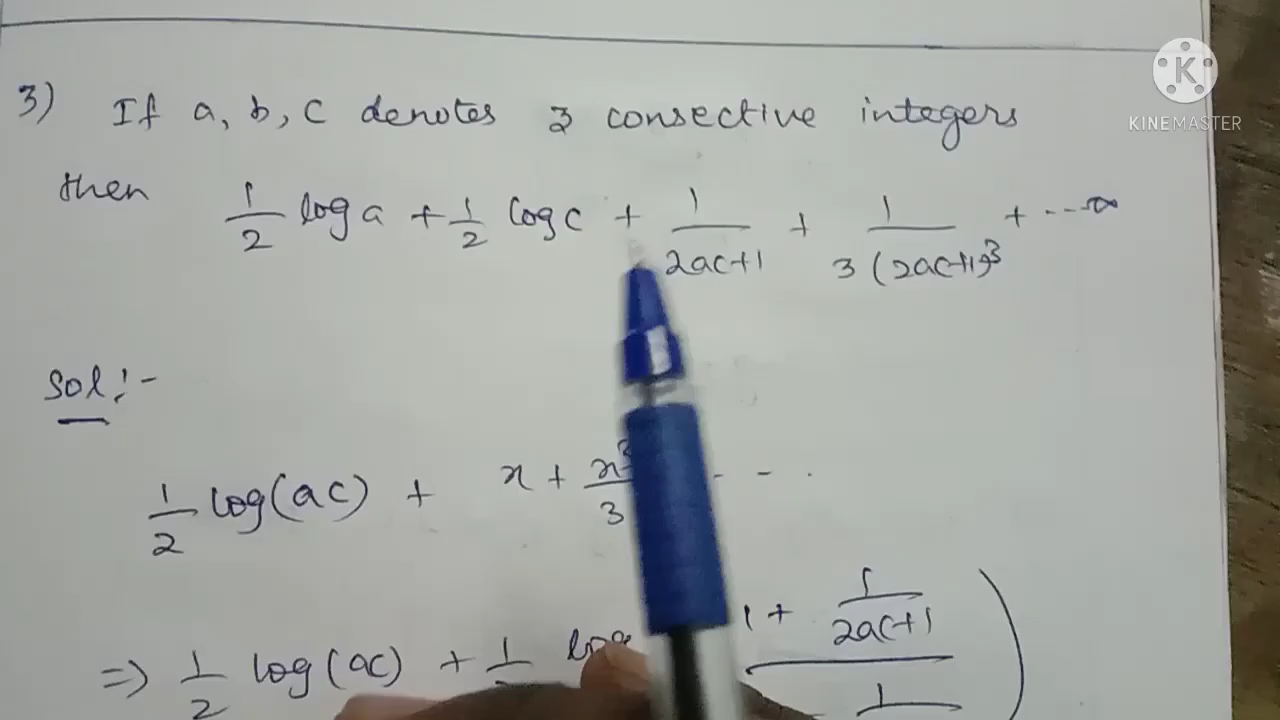 3) If a, b, c denotes 3 consective integers
then 1/2 log a + 1/2 log c + 1/(2ac+1) + 1/(3(2ac+1)^3) + ---∞
Sol:-
1/2 log(ac) + x + x /3 - - .
=> 1/2 log(ac) + 1 log 1 + 1/(2ac+1) 1 )
K
KINEMASTER